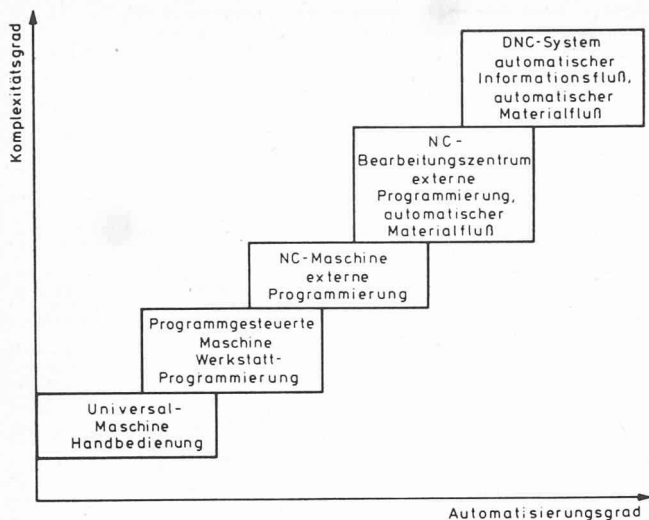 Komplexitätsgrad
DNC-System
automatischer
Informationsfluß,
automatischer
Materialfluß
NC-
Bearbeitungszentrum
externe
Programmierung,
automatischer
Materialfluß
NC-Maschine
externe
Programmierung
Programmgesteuerte
Maschine
Werkstatt-
Programmierung
Universal-
Maschine
Handbedienung
Automatisierungsgrad